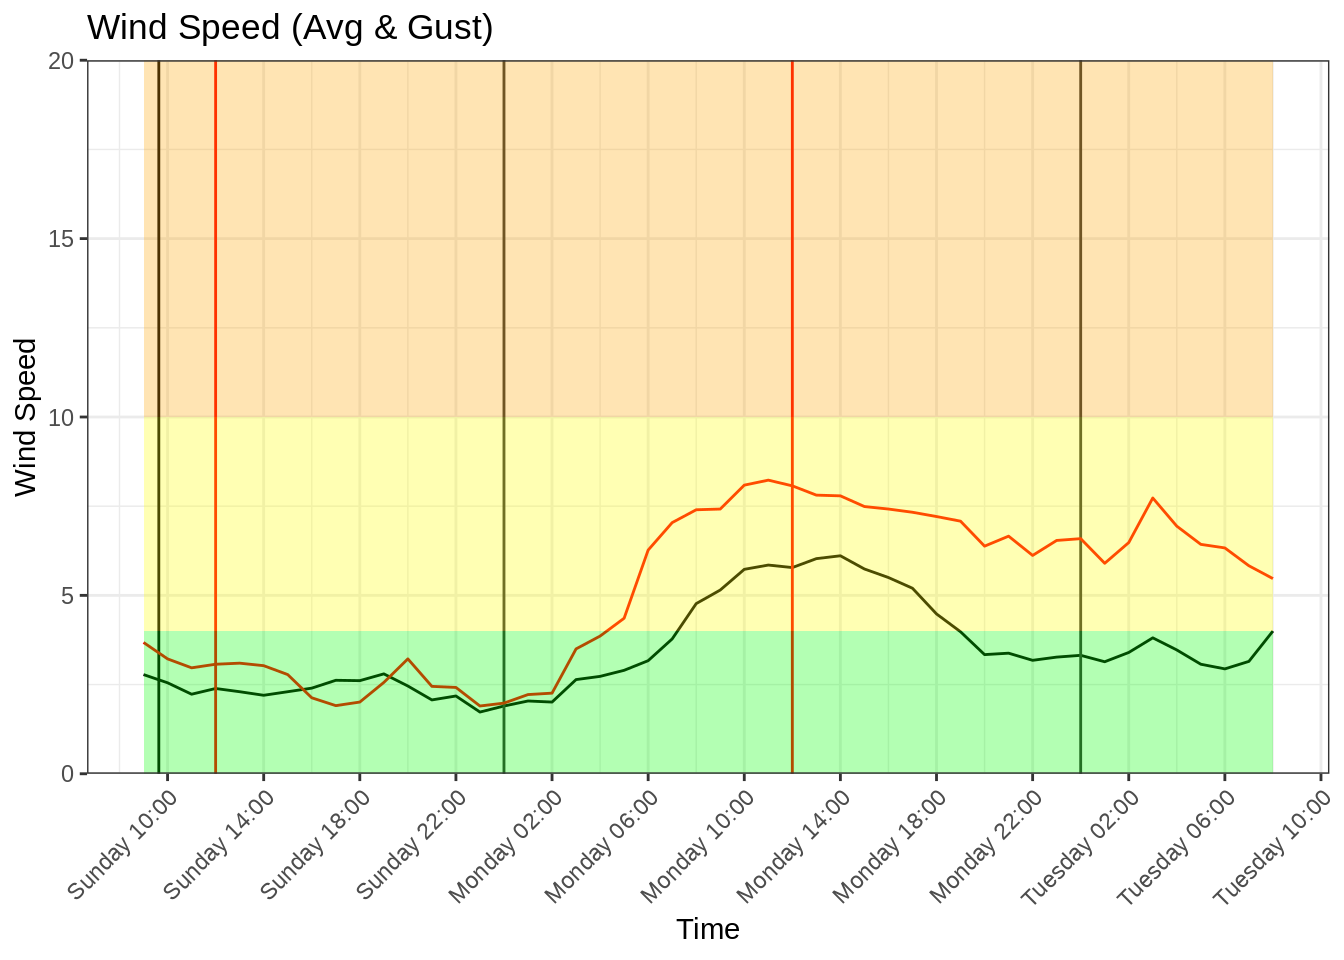 Wind Speed (Avg & Gust)
20
15
10
5
0
Wind Speed
Sunday 10:00
Sunday 14:00
Sunday 18:00
Sunday 22:00
Monday 02:00
Monday 06:00
Monday 10:00
Monday 14:00
Monday 18:00
Monday 22:00
Tuesday 02:00
Tuesday 06:00
Tuesday 10:00
Time